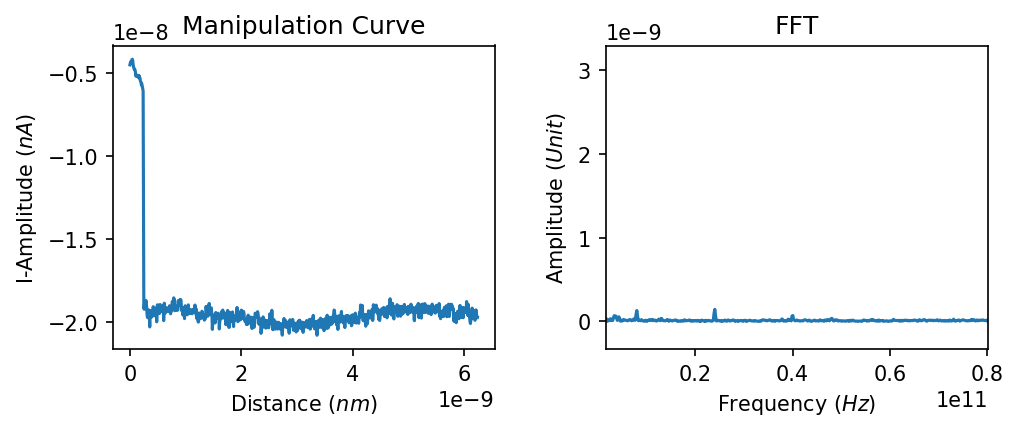 Manipulation Curve
1e−8
−0.5
−1.0
−1.5
−2.0
I-Amplitude (nA)
0 2 4 6
1e−9
Distance (nm)
FFT
1e−9
3
2
1
0
Amplitude (Unit)
0.2 0.4 0.6 0.8
1e11
Frequency (Hz)